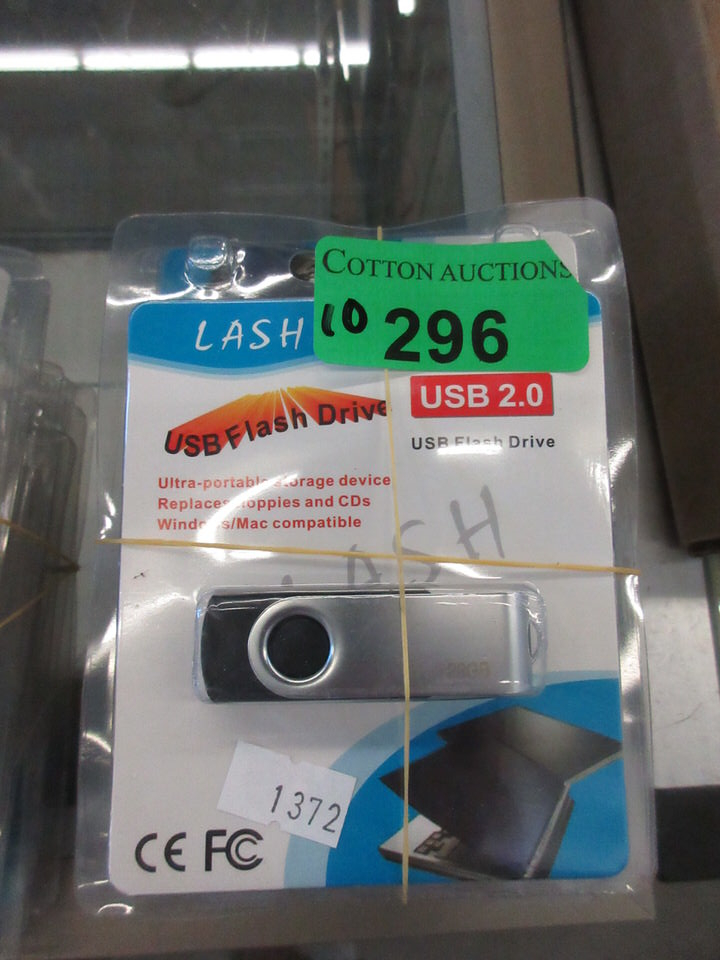 COTTON AUCTIONS
10 296
LASH
USB Flash Drive
USB 2.0
USB Flash Drive
Ultra-portable storage device
Replaces floppies and CDs
Windows/Mac compatible
LASH
1372
CE FC